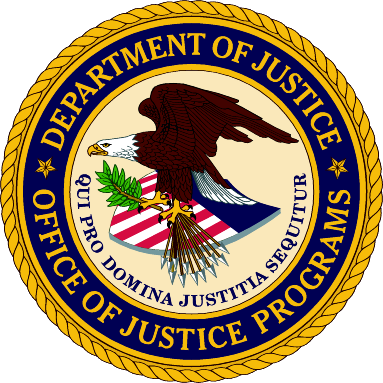 DEPARTMENT OF JUSTICE
QUI PRO DOMINA JUSTITIA SEQUITUR
OFFICE OF JUSTICE PROGRAMS